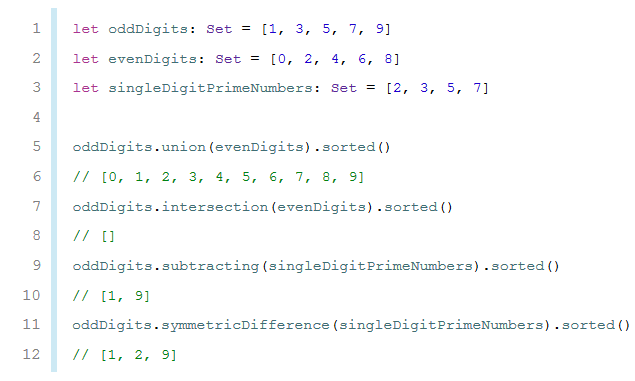 1 let oddDigits: Set = [1, 3, 5, 7, 9]
2 let evenDigits: Set = [0, 2, 4, 6, 8]
3 let singleDigitPrimeNumbers: Set = [2, 3, 5, 7]
4
5 oddDigits.union(evenDigits).sorted()
6 // [0, 1, 2, 3, 4, 5, 6, 7, 8, 9]
7 oddDigits.intersection(evenDigits).sorted()
8 // []
9 oddDigits.subtracting(singleDigitPrimeNumbers).sorted()
10 // [1, 9]
11 oddDigits.symmetricDifference(singleDigitPrimeNumbers).sorted()
12 // [1, 2, 9]